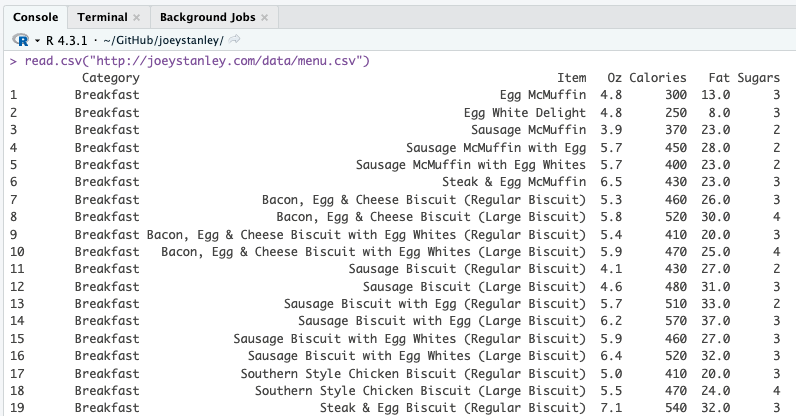 Console Terminal × Background Jobs ×
R 4.3.1 · ~/GitHub/joeystanley/
> read.csv("http://joeystanley.com/data/menu.csv")
Category Item Oz Calories Fat Sugars
1 Breakfast Egg McMuffin 4.8 300 13.0 3
2 Breakfast Egg White Delight 4.8 250 8.0 3
3 Breakfast Sausage McMuffin 3.9 370 23.0 2
4 Breakfast Sausage McMuffin with Egg 5.7 450 28.0 2
5 Breakfast Sausage McMuffin with Egg Whites 5.7 400 23.0 2
6 Breakfast Steak & Egg McMuffin 6.5 430 23.0 3
7 Breakfast Bacon, Egg & Cheese Biscuit (Regular Biscuit) 5.3 460 26.0 3
8 Breakfast Bacon, Egg & Cheese Biscuit (Large Biscuit) 5.8 520 30.0 4
9 Breakfast Bacon, Egg & Cheese Biscuit with Egg Whites (Regular Biscuit) 5.4 410 20.0 3
10 Breakfast Bacon, Egg & Cheese Biscuit with Egg Whites (Large Biscuit) 5.9 470 25.0 4
11 Breakfast Sausage Biscuit (Regular Biscuit) 4.1 430 27.0 2
12 Breakfast Sausage Biscuit (Large Biscuit) 4.6 480 31.0 3
13 Breakfast Sausage Biscuit with Egg (Regular Biscuit) 5.7 510 33.0 2
14 Breakfast Sausage Biscuit with Egg (Large Biscuit) 6.2 570 37.0 3
15 Breakfast Sausage Biscuit with Egg Whites (Regular Biscuit) 5.9 460 27.0 3
16 Breakfast Sausage Biscuit with Egg Whites (Large Biscuit) 6.4 520 32.0 3
17 Breakfast Southern Style Chicken Biscuit (Regular Biscuit) 5.0 410 20.0 3
18 Breakfast Southern Style Chicken Biscuit (Large Biscuit) 5.5 470 24.0 4
19 Breakfast Steak & Egg Biscuit (Regular Biscuit) 7.1 540 32.0 3